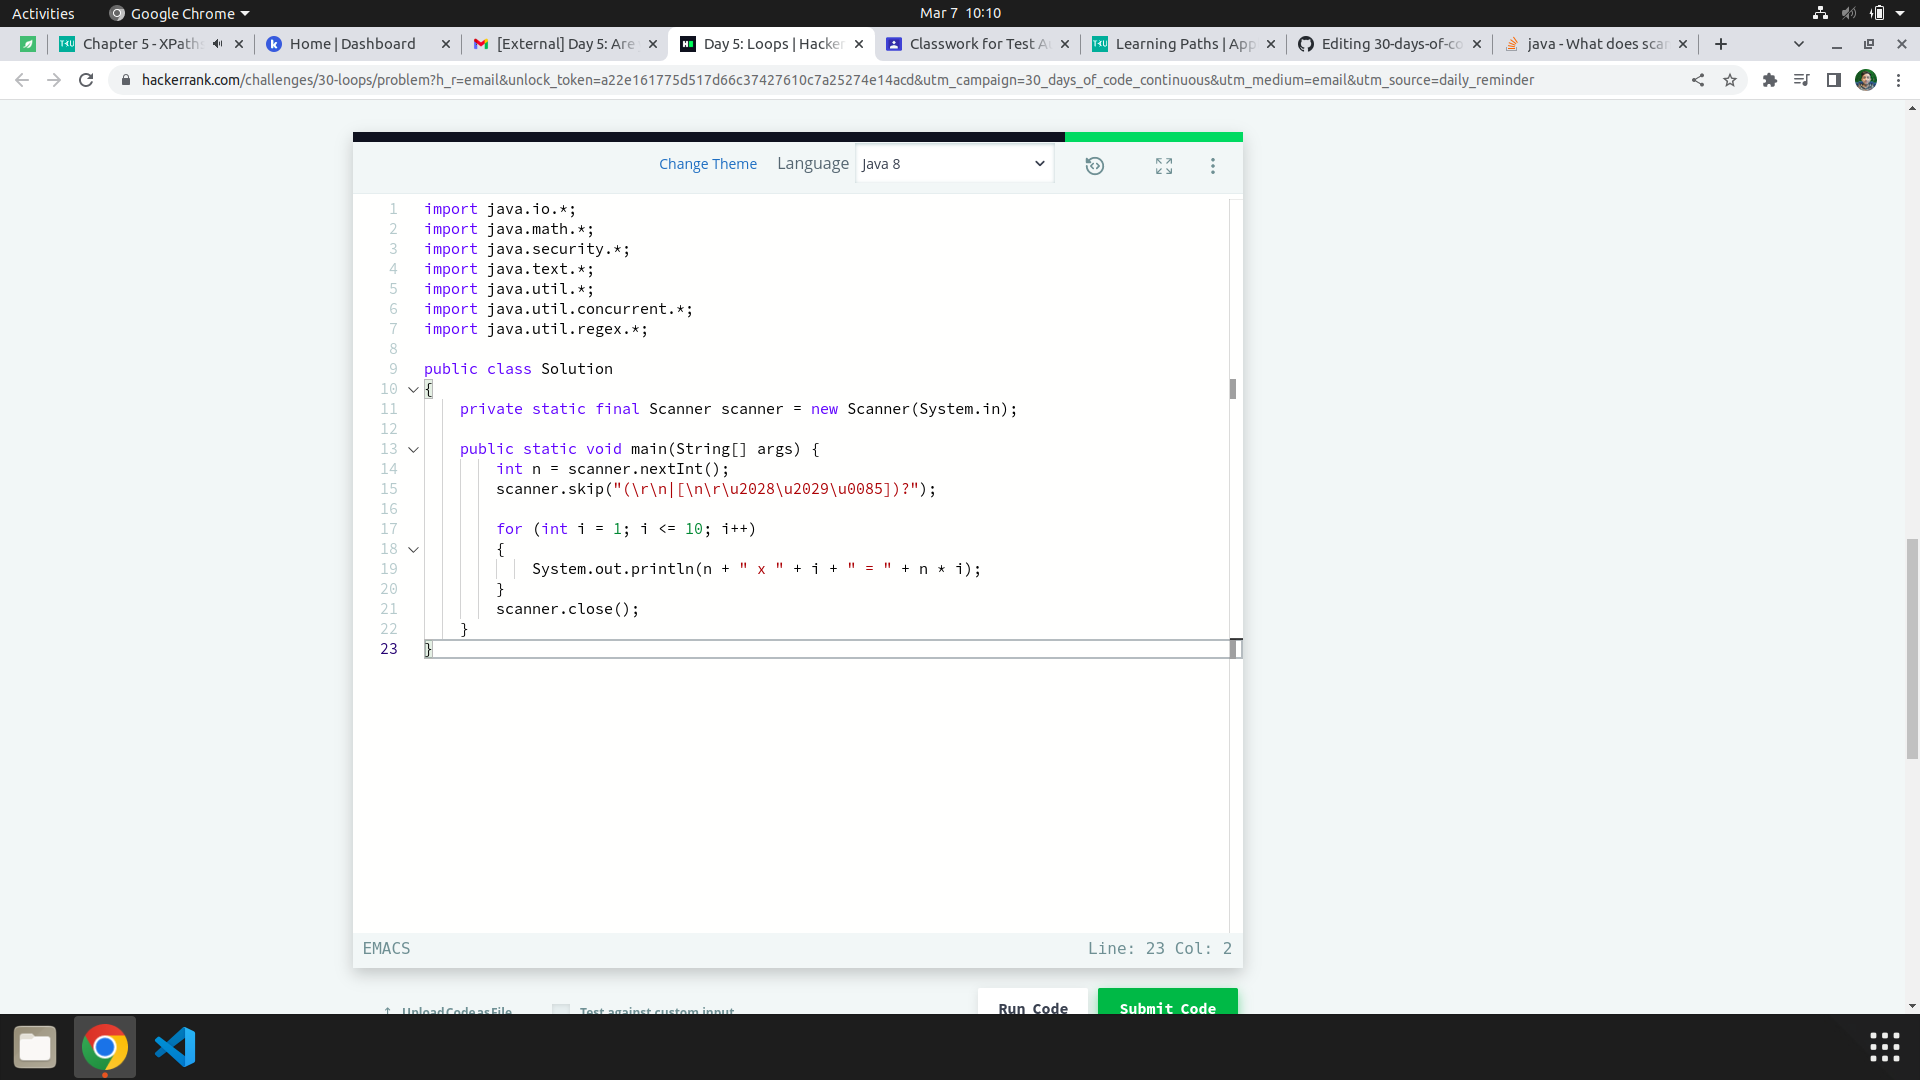 Activities
Google Chrome
Mar 7 10:10
Chapter 5 - XPaths
Home | Dashboard
[External] Day 5: Are
Day 5: Loops | Hacker
Classwork for Test A
Learning Paths | App
Editing 30-days-of-co
java - What does scan
hackerrank.com/challenges/30-loops/problem?h_r=email&unlock_token=a22e161775d517d66c37427610c7a25274e14acd&utm_campaign=30_days_of_code_continuous&utm_medium=email&utm_source=daily_reminder
Change Theme Language Java 8
1 import java.io.*;
2 import java.math.*;
3 import java.security.*;
4 import java.text.*;
5 import java.util.*;
6 import java.util.concurrent.*;
7 import java.util.regex.*;
8
9 public class Solution
10 {
11 private static final Scanner scanner = new Scanner(System.in);
12
13 public static void main(String[] args) {
14 int n = scanner.nextInt();
15 scanner.skip("(\r\n|[\n\r\u2028\u2029\u0085])?");
16
17 for (int i = 1; i <= 10; i++)
18 {
19 System.out.println(n + " x " + i + " = " + n * i);
20 }
21 scanner.close();
22 }
23 }
EMACS
Line: 23 Col: 2
Upload Code as File
Test against custom input
Run Code
Submit Code